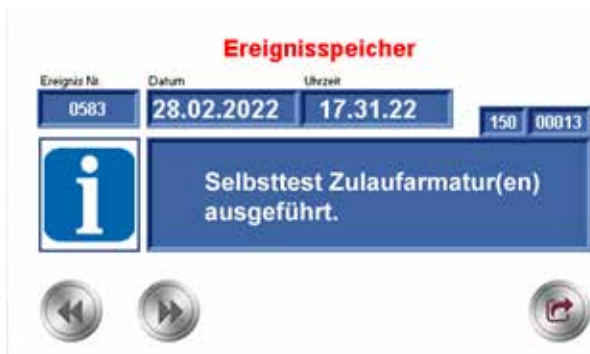 Ereignisspeicher
Ereignis Nr. Datum Uhrzeit
0583 28.02.2022 17.31.22
150 00013
Selbsttest Zulaufarmatur(en)
ausgeführt.